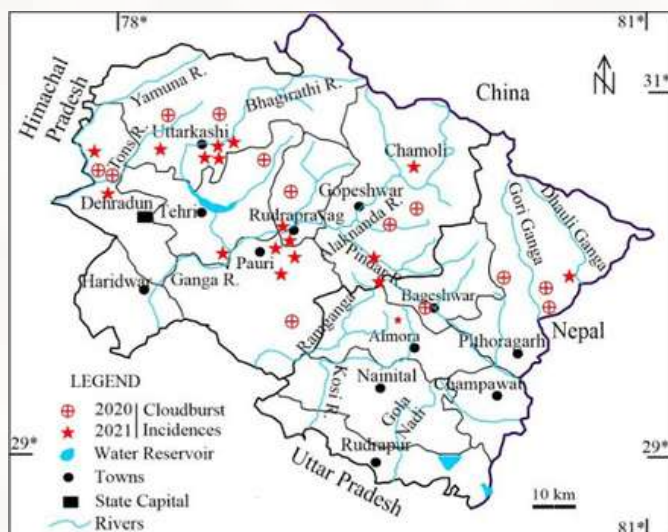 78°
81°
31°
N
China
Himachal
Pradesh
Yamuna R.
Bhagirathi R.
Tons R.
Uttarkashi
Chamoli
Dehradun
Tehri
Gopeshwar
Rudraprayag
Alaknanda R.
Gori Ganga
Dhauli Ganga
Pauri
Pindar R.
Haridwar
Ganga R.
Ramganga
Bageshwar
Nepal
Almora
Pithoragarh
Nainital
Champawat
Kosi R.
Gola
Nadi
Rudrapur
Uttar Pradesh
LEGEND
2020 Cloudburst
2021 Incidences
Water Reservoir
Towns
State Capital
Rivers
29°
29°
10 km
81°